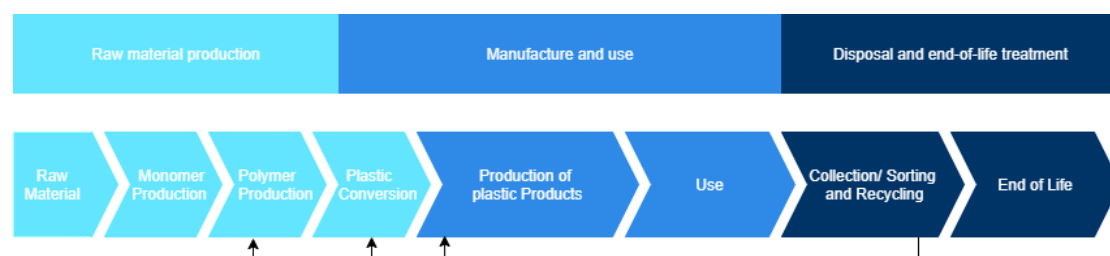 Raw material production
Manufacture and use
Disposal and end-of-life treatment
Raw
Material
Monomer
Production
Polymer
Production
Plastic
Conversion
Production of
plastic Products
Use
Collection/ Sorting
and Recycling
End of Life